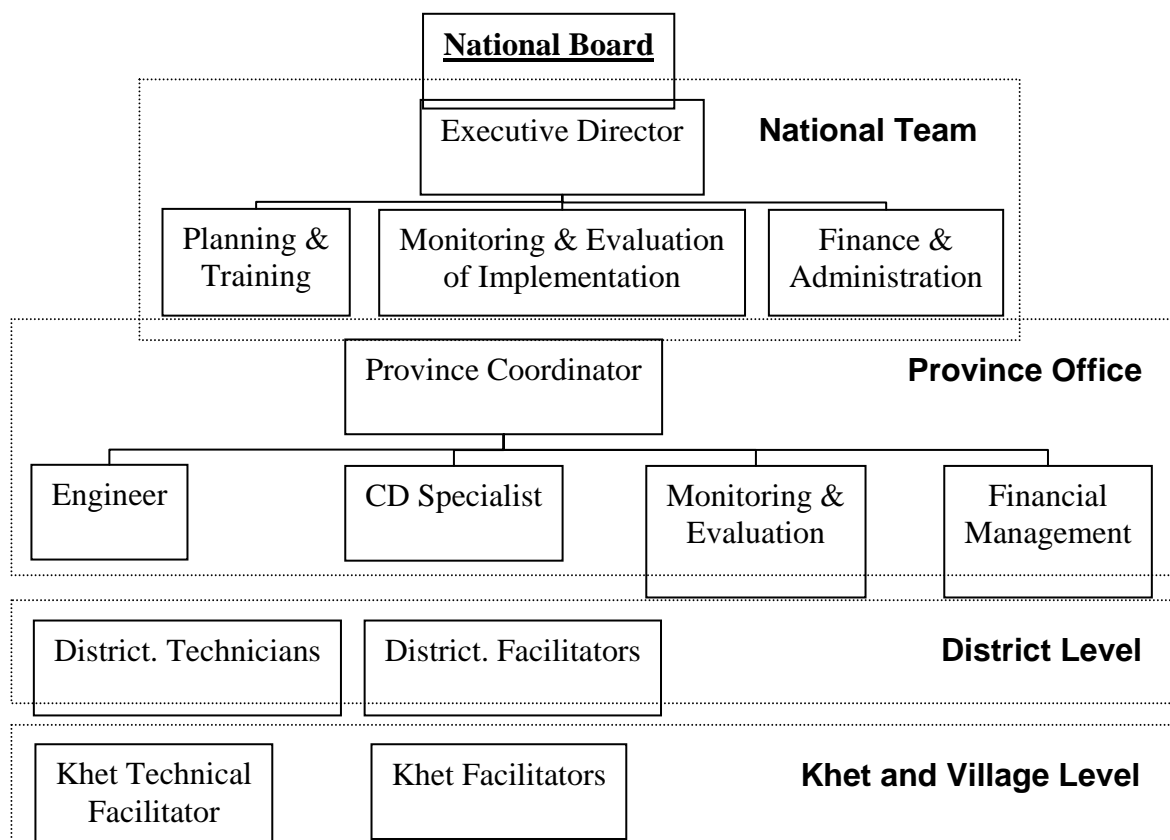 National Board
Executive Director
National Team
Planning &
Training
Monitoring & Evaluation
of Implementation
Finance &
Administration
Province Coordinator
Province Office
Engineer
CD Specialist
Monitoring &
Evaluation
Financial
Management
District. Technicians
District. Facilitators
District Level
Khet Technical
Facilitator
Khet Facilitators
Khet and Village Level